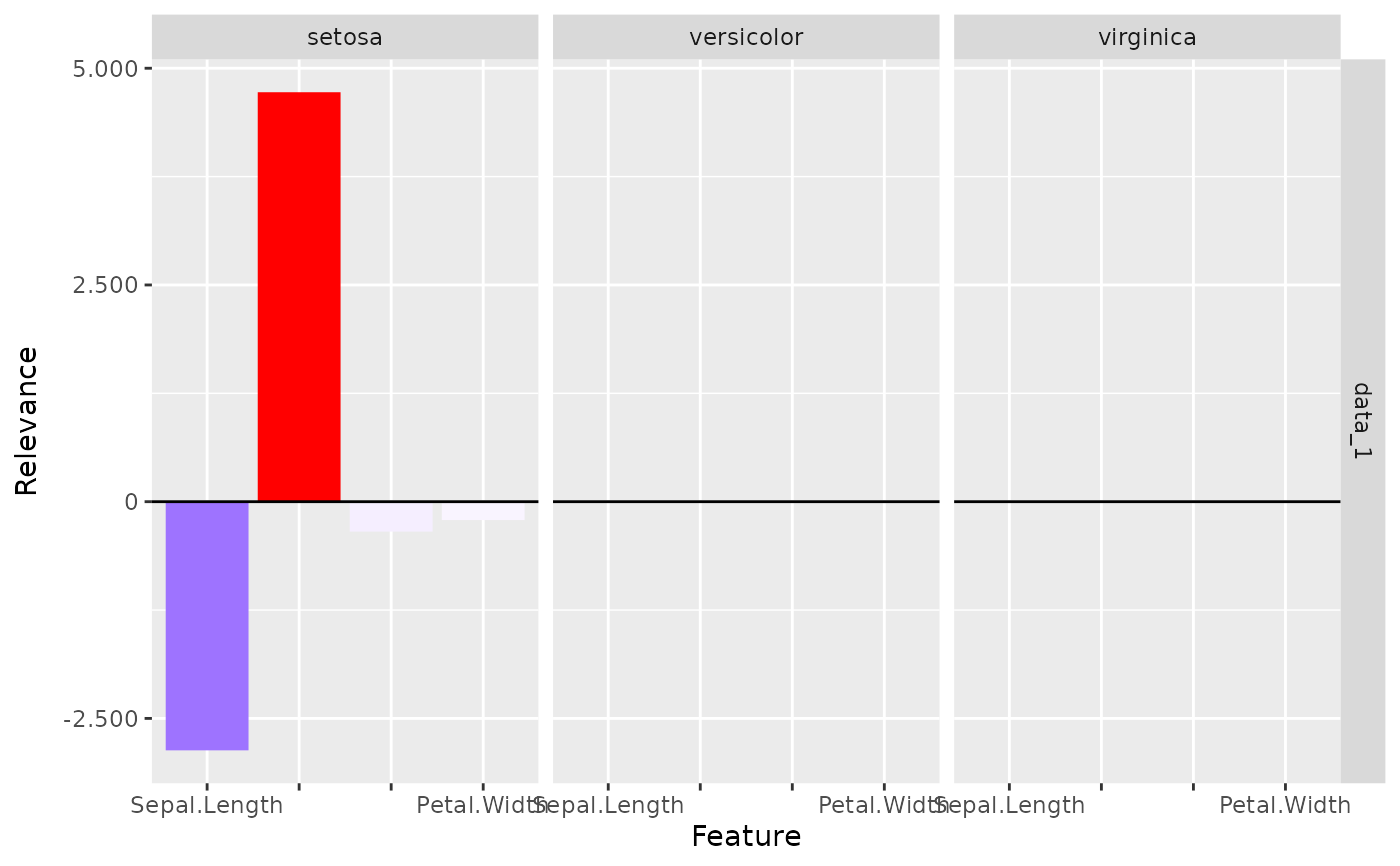 setosa
versicolor
virginica
5.000
2.500
0
-2.500
Relevance
data_1
Sepal.Length
Petal.Width
Sepal.Length
Petal.Width
Sepal.Length
Petal.Width
Feature